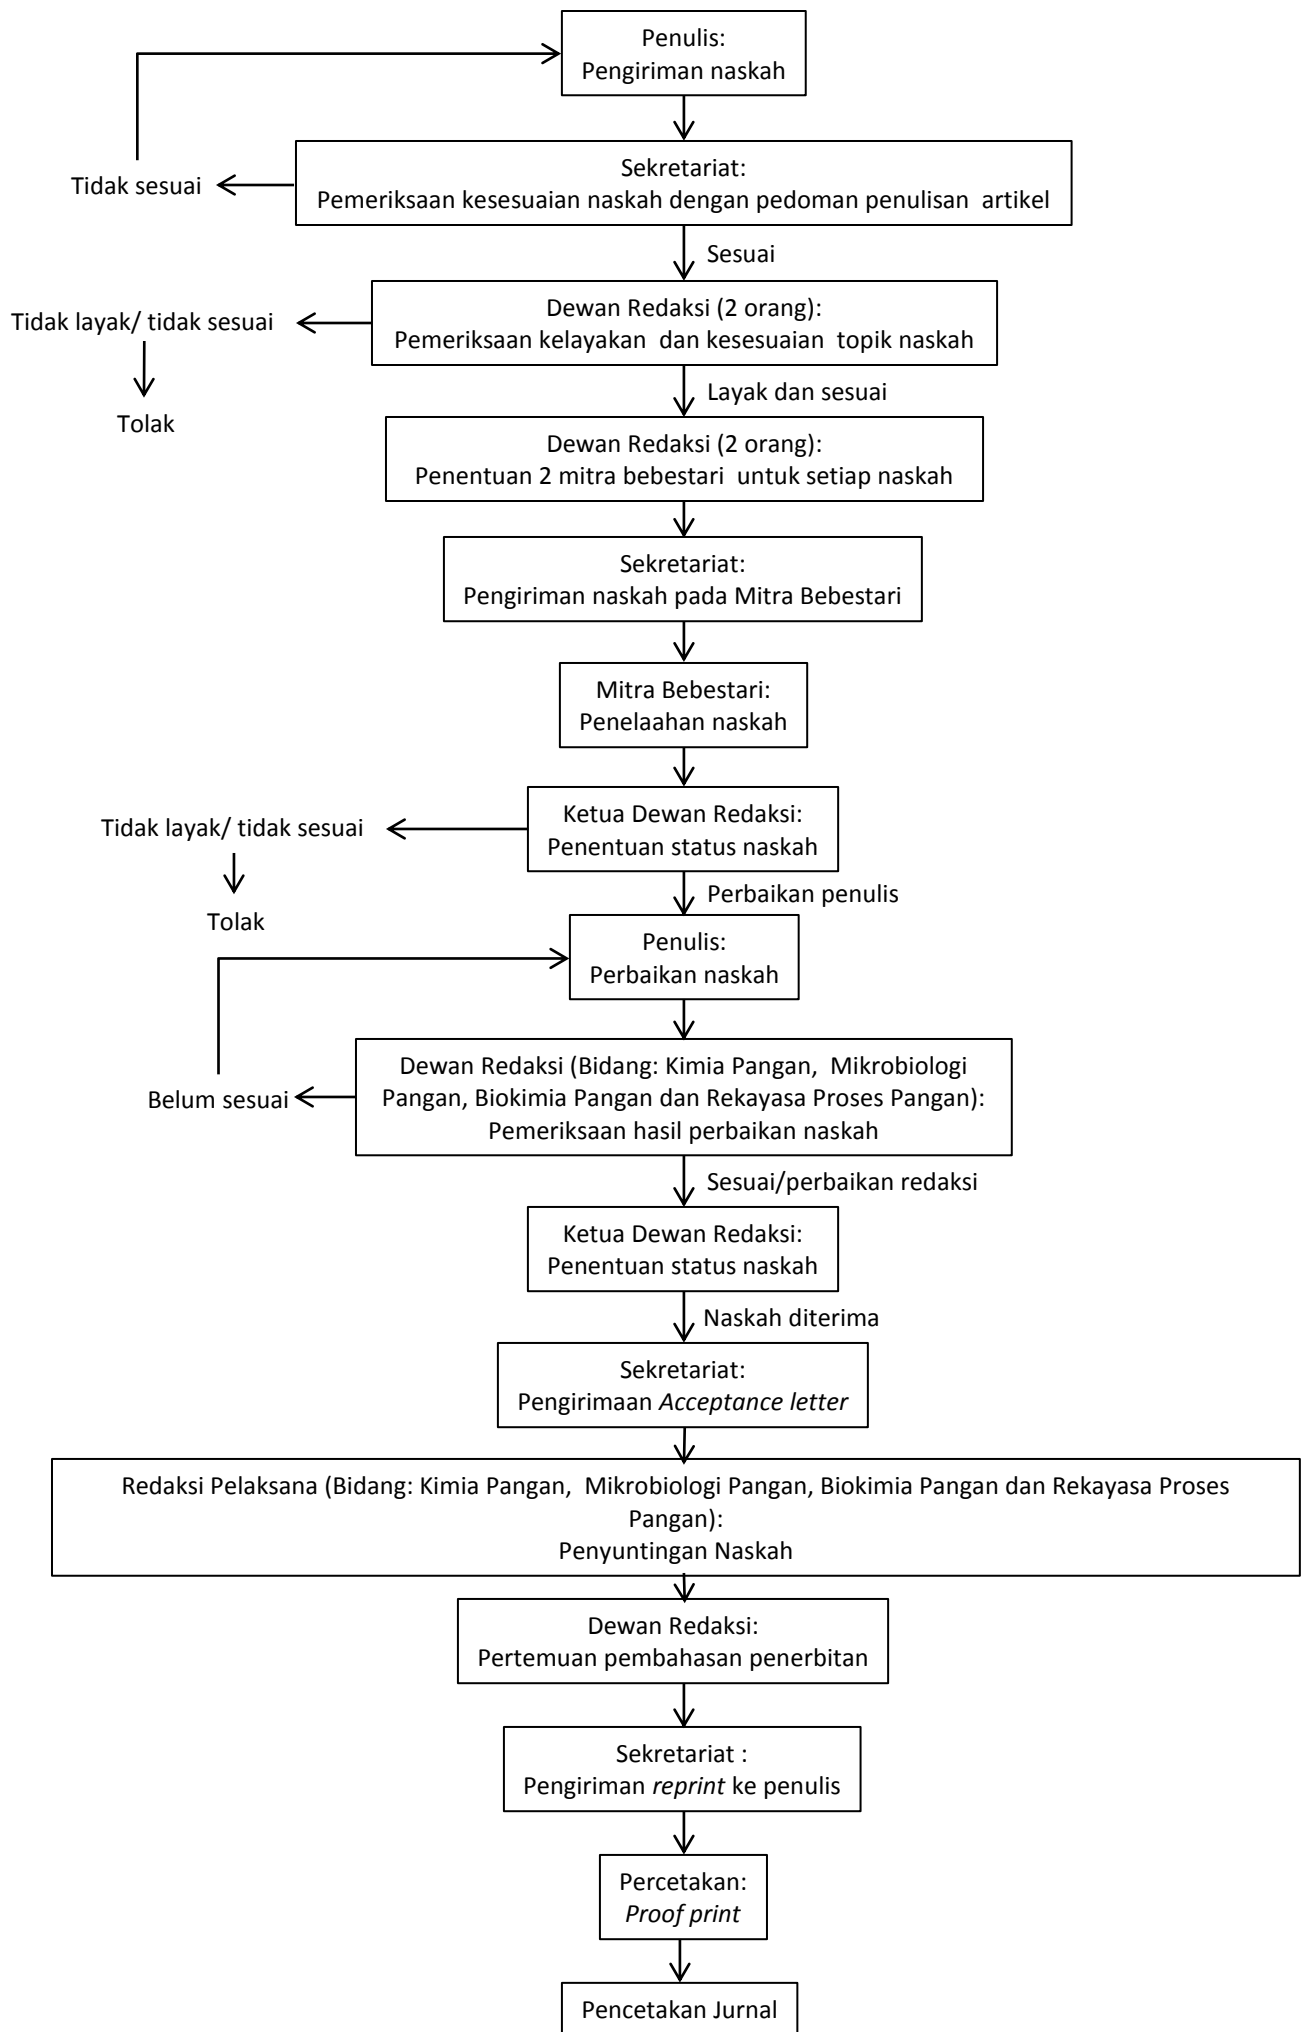 Penulis:
Pengiriman naskah
Sekretariat:
Pemeriksaan kesesuaian naskah dengan pedoman penulisan artikel
Tidak sesuai
Sesuai
Dewan Redaksi (2 orang):
Pemeriksaan kelayakan dan kesesuaian topik naskah
Tidak layak/ tidak sesuai
Tolak
Layak dan sesuai
Dewan Redaksi (2 orang):
Penentuan 2 mitra bebestari untuk setiap naskah
Sekretariat:
Pengiriman naskah pada Mitra Bebestari
Mitra Bebestari:
Penelaahan naskah
Ketua Dewan Redaksi:
Penentuan status naskah
Tidak layak/ tidak sesuai
Tolak
Perbaikan penulis
Penulis:
Perbaikan naskah
Dewan Redaksi (Bidang: Kimia Pangan, Mikrobiologi
Pangan, Biokimia Pangan dan Rekayasa Proses Pangan):
Pemeriksaan hasil perbaikan naskah
Belum sesuai
Sesuai/perbaikan redaksi
Ketua Dewan Redaksi:
Penentuan status naskah
Naskah diterima
Sekretariat:
Pengirimaan Acceptance letter
Redaksi Pelaksana (Bidang: Kimia Pangan, Mikrobiologi Pangan, Biokimia Pangan dan Rekayasa Proses
Pangan):
Penyuntingan Naskah
Dewan Redaksi:
Pertemuan pembahasan penerbitan
Sekretariat :
Pengiriman reprint ke penulis
Percetakan:
Proof print
Pencetakan Jurnal